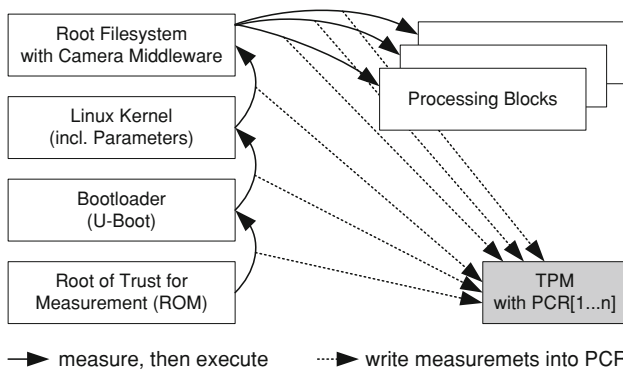 Root Filesystem
with Camera Middleware
Linux Kernel
(incl. Parameters)
Bootloader
(U-Boot)
Root of Trust for
Measurement (ROM)
Processing Blocks
TPM
with PCR[1...n]
measure, then execute
write measuremets into PCR